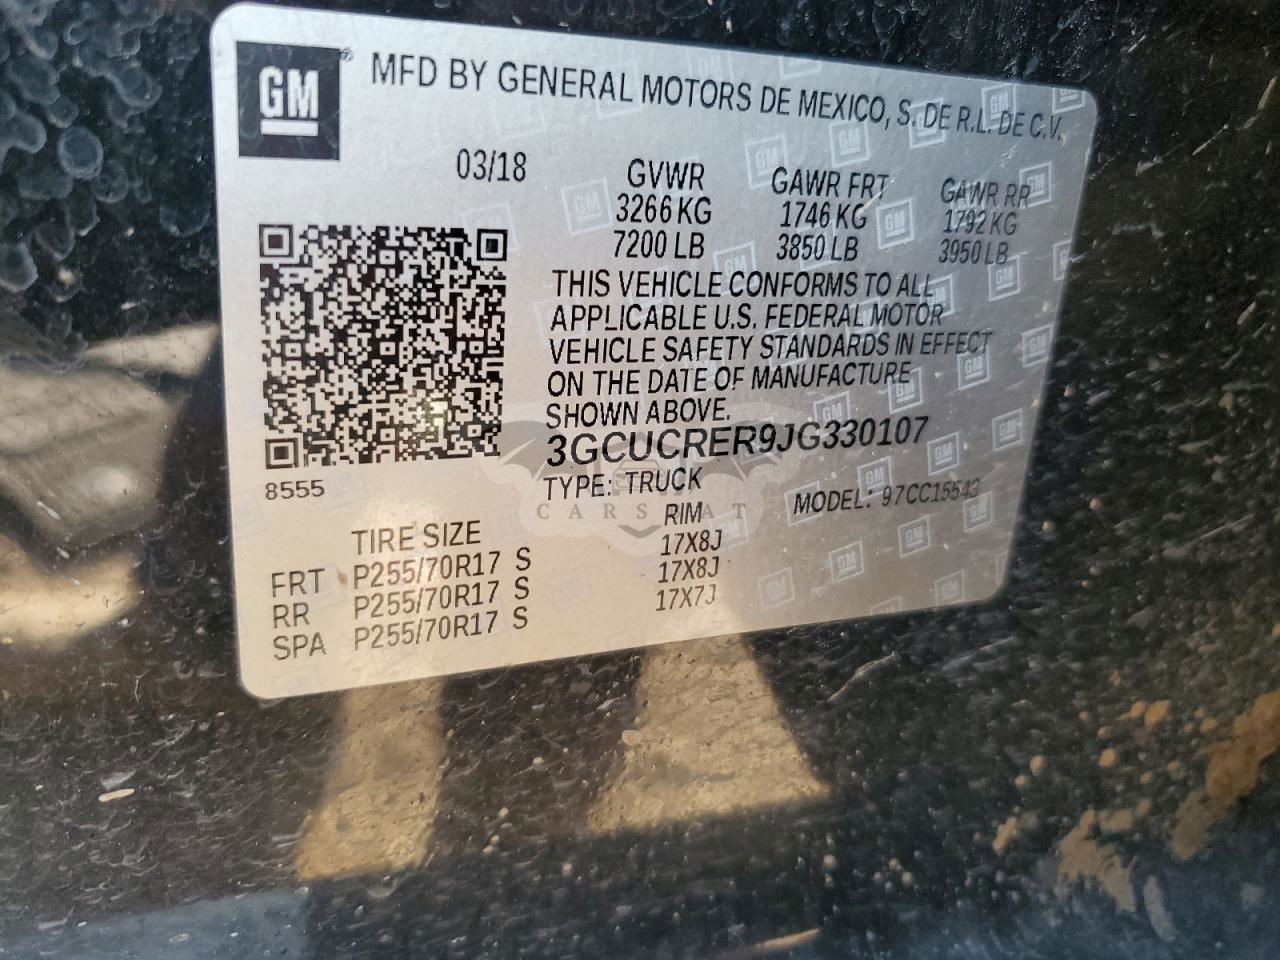 GM
MFD BY GENERAL MOTORS DE MEXICO, S. DE R.L. DE C.V.
03/18
GVWR GAWR FRT GAWR RR
3266 KG 1746 KG 1792 KG
7200 LB 3850 LB 3950 LB
THIS VEHICLE CONFORMS TO ALL
APPLICABLE U.S. FEDERAL MOTOR
VEHICLE SAFETY STANDARDS IN EFFECT
ON THE DATE OF MANUFACTURE
SHOWN ABOVE.
3GCUCRER9JG330107
TYPE: TRUCK MODEL: 97CC15543
8555
TIRE SIZE RIM
FRT P255/70R17 S 17X8J
RR P255/70R17 S 17X8J
SPA P255/70R17 S 17X7J